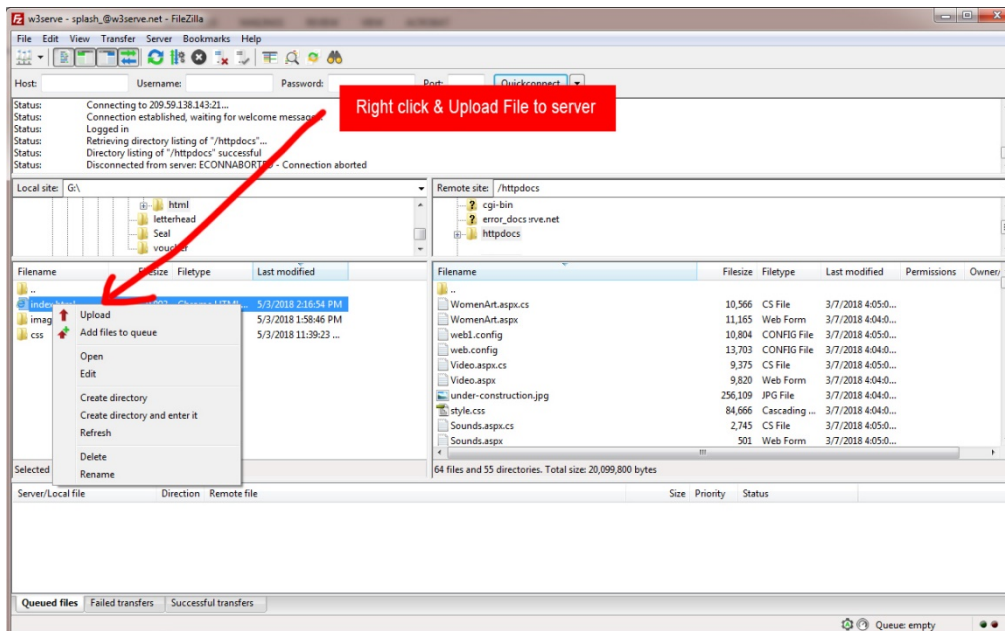 w3serve - splash_@w3serve.net - FileZilla
File Edit View Transfer Server Bookmarks Help
Host: Username: Password: Port: Quickconnect
Right click & Upload File to server
Status: Connecting to 209.59.138.143:21...
Status: Connection established, waiting for welcome message
Status: Logged in
Status: Retrieving directory listing of "/httpdocs"...
Status: Directory listing of "/httpdocs" successful
Status: Disconnected from server: ECONNABORTED - Connection aborted
Local site: G:\
html
letterhead
Seal
voucher
Remote site: /httpdocs
cgi-bin
error_docs
httpdocs
Filename Filesize Filetype Last modified
..
index.html Chrome HTML... 5/3/2018 2:16:54 PM
imag 5/3/2018 1:58:46 PM
css 5/3/2018 11:39:23 ...
Upload
Add files to queue
Open
Edit
Create directory
Create directory and enter it
Refresh
Delete
Rename
Selected
Filename Filesize Filetype Last modified Permissions Owner/
..
WomenArt.aspx.cs 10,566 CS File 3/7/2018 4:05:0...
WomenArt.aspx 11,165 Web Form 3/7/2018 4:04:0...
web1.config 10,804 CONFIG File 3/7/2018 4:05:0...
web.config 13,703 CONFIG File 3/7/2018 4:04:0...
Video.aspx.cs 9,375 CS File 3/7/2018 4:05:0...
Video.aspx 9,820 Web Form 3/7/2018 4:04:0...
under-construction.jpg 256,109 JPG File 3/7/2018 4:04:0...
style.css 84,666 Cascading ... 3/7/2018 4:04:0...
Sounds.aspx.cs 2,745 CS File 3/7/2018 4:05:0...
Sounds.aspx 501 Web Form 3/7/2018 4:05:0...
64 files and 55 directories. Total size: 20,099,800 bytes
Server/Local file Direction Remote file Size Priority Status
Queued files Failed transfers Successful transfers
Queue: empty